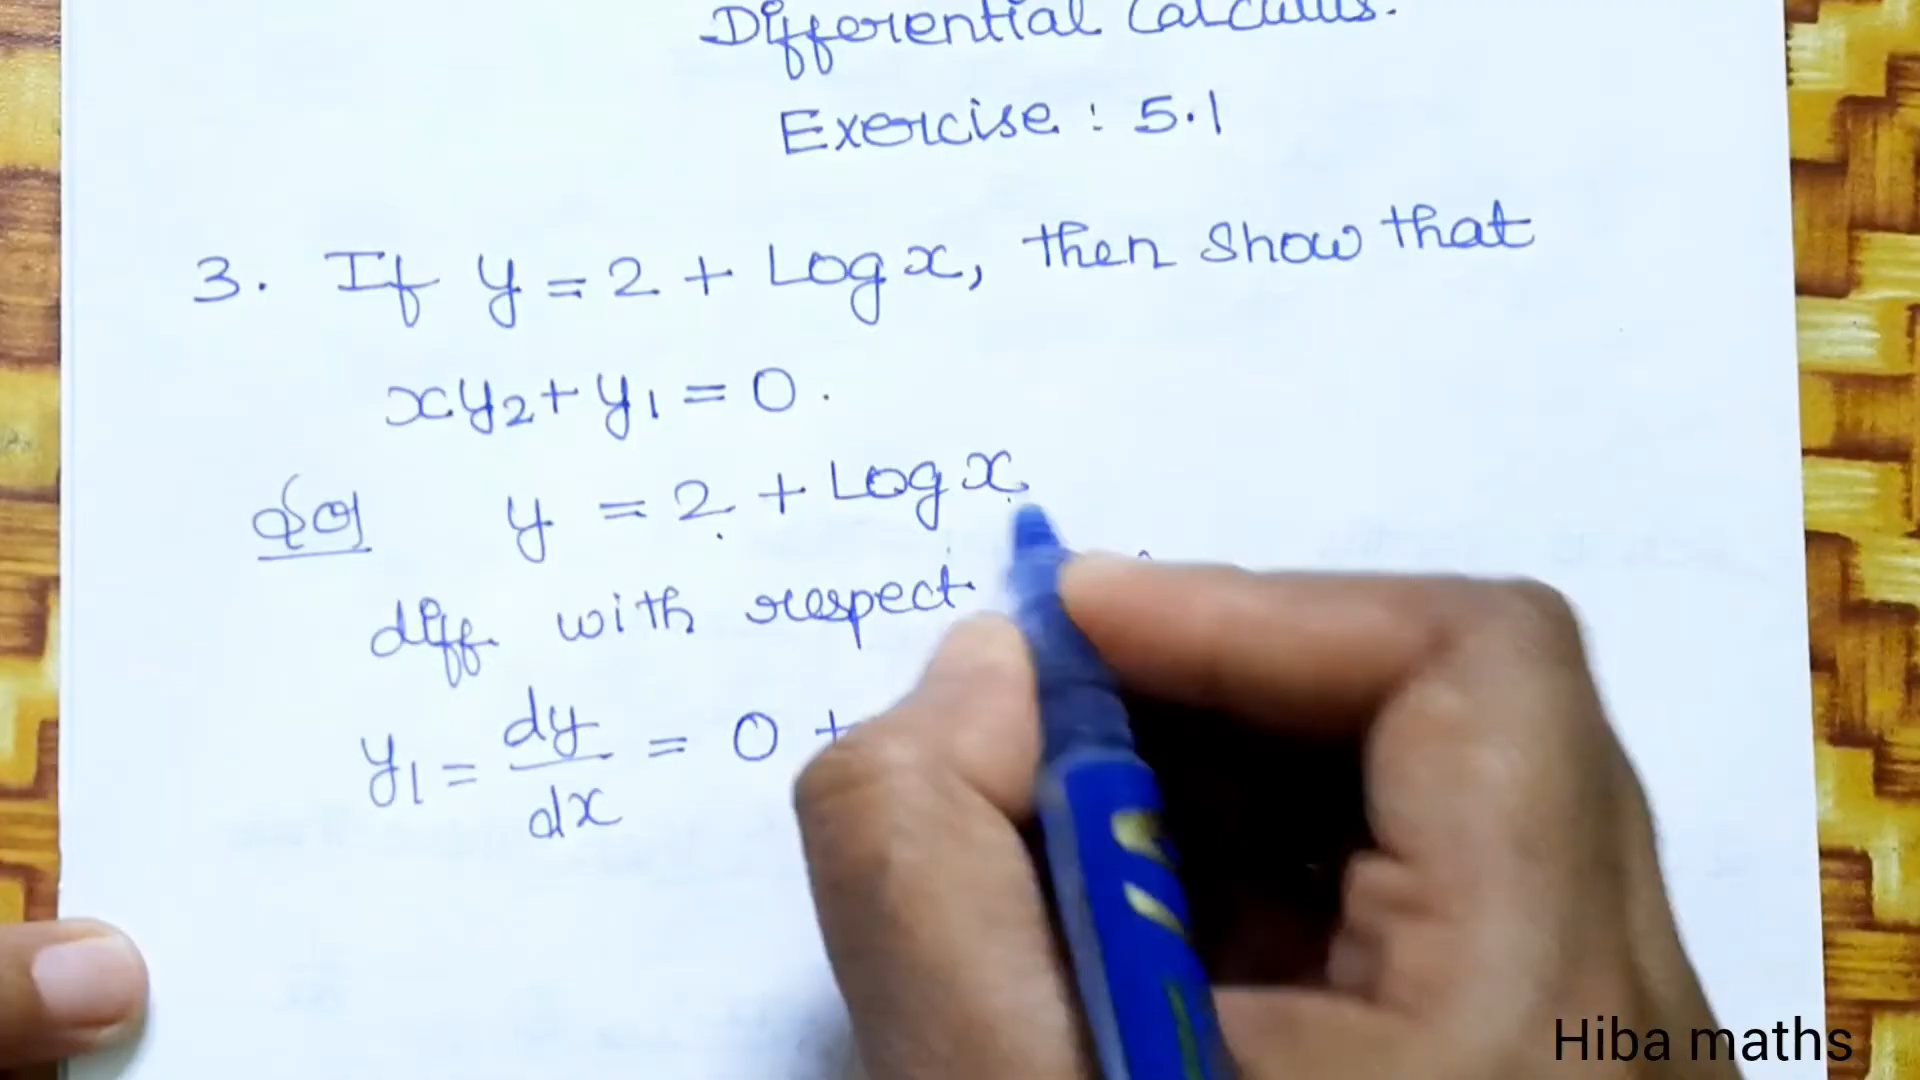 Differential Calculus.
Exercise : 5.1
3. If y = 2 + Log x, then show that
xy₂ + y₁ = 0.
Sol y = 2 + Log x
diff. with respect
y₁ = dy/dx = 0 +
Hiba maths